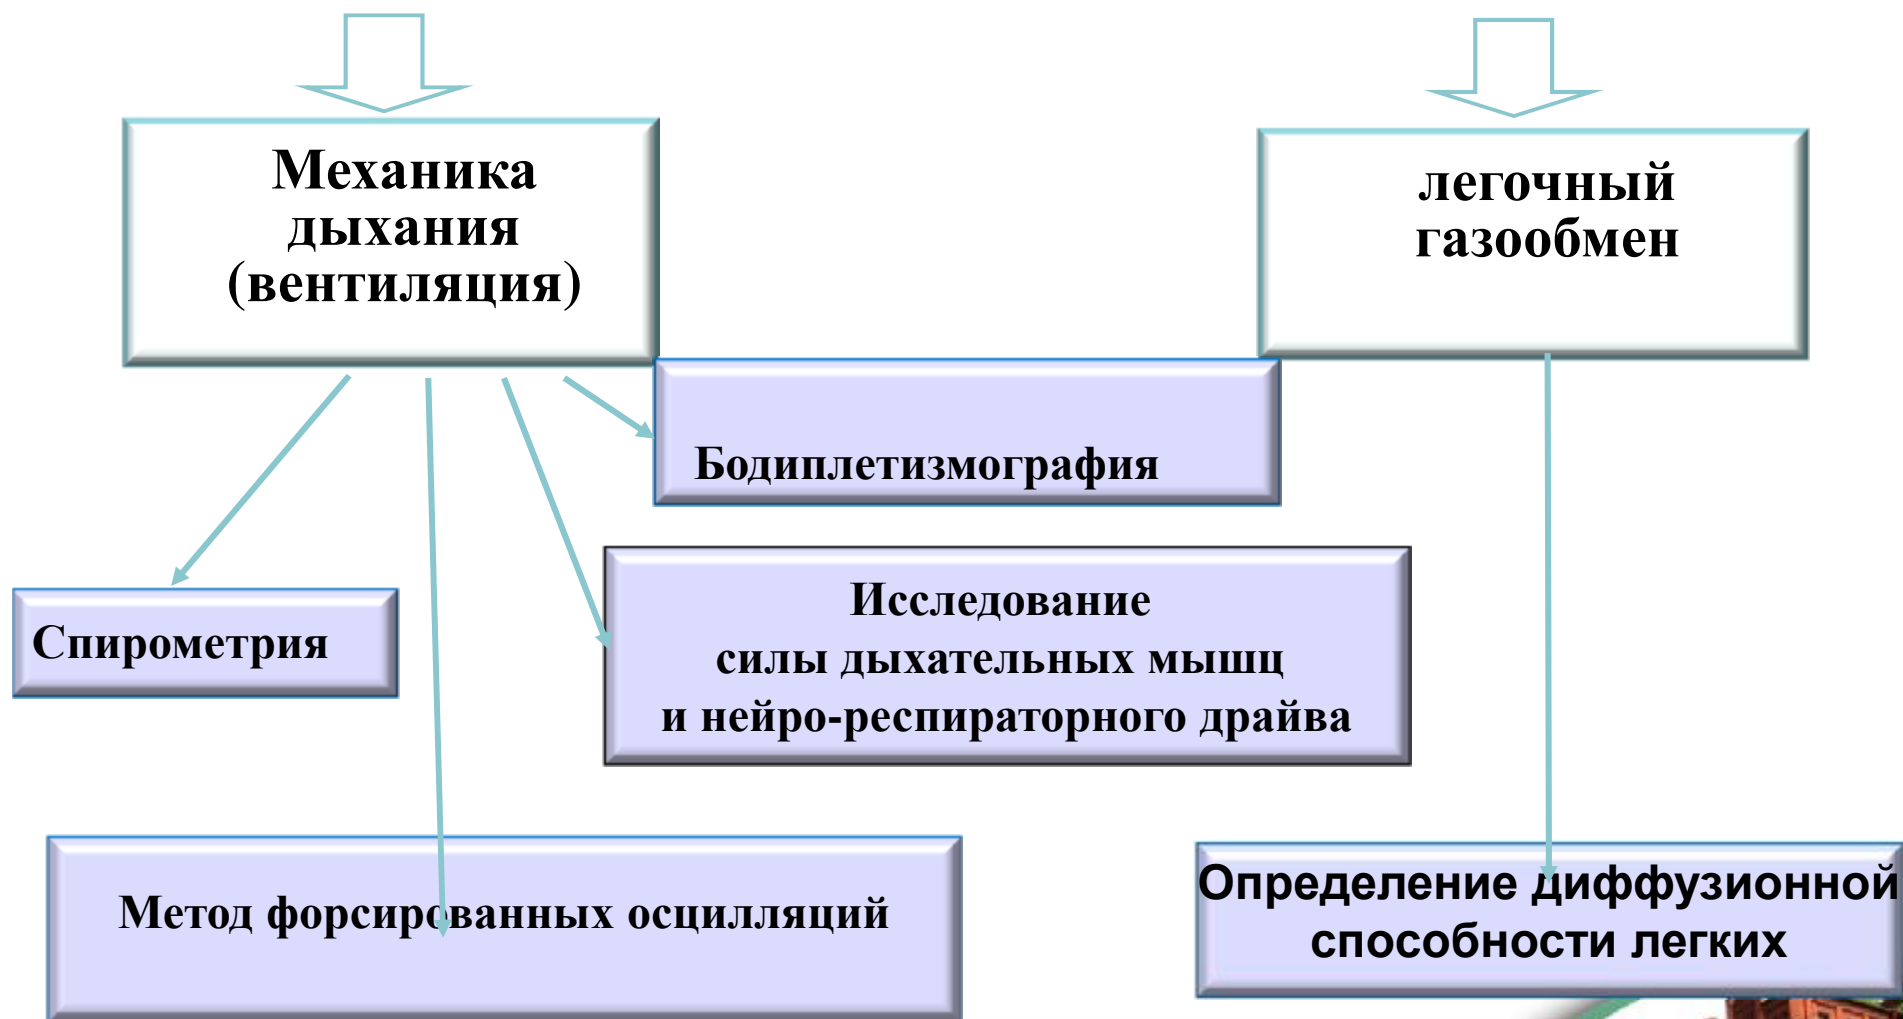 Механика
дыхания
(вентиляция)
легочный
газообмен
Бодиплетизмография
Исследование
силы дыхательных мышц
и нейро-респираторного драйва
Спирометрия
Метод форсированных осцилляций
Определение диффузионной
способности легких